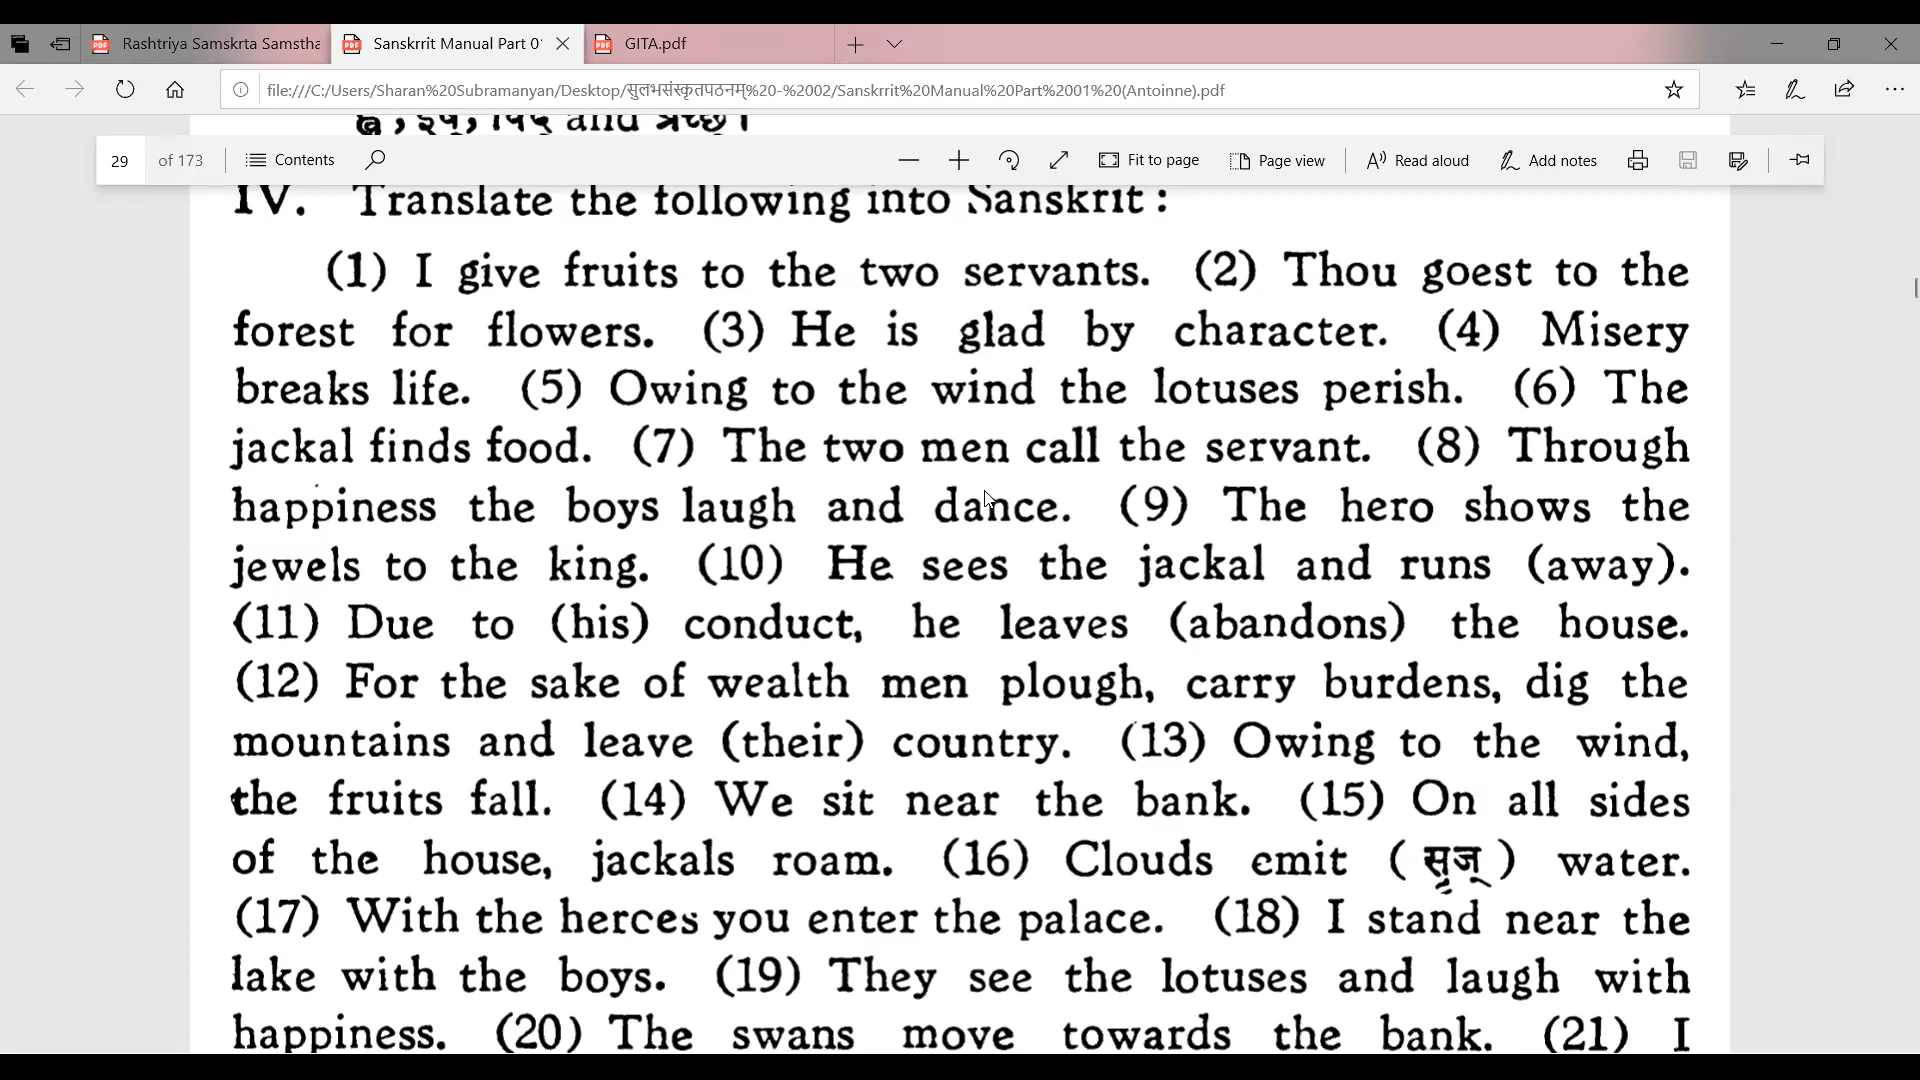 Rashtriya Samskrta Samstha
Sanskrrit Manual Part 0
GITA.pdf
file:///C:/Users/Sharan%20Subramanyan/Desktop/सुलभसंस्कृतपठनम्%20-%2002/Sanskrrit%20Manual%20Part%2001%20(Antoinne).pdf
and
29 of 173 Contents Fit to page Page view Read aloud Add notes
IV. Translate the following into Sanskrit :
(1) I give fruits to the two servants. (2) Thou goest to the
forest for flowers. (3) He is glad by character. (4) Misery
breaks life. (5) Owing to the wind the lotuses perish. (6) The
jackal finds food. (7) The two men call the servant. (8) Through
happiness the boys laugh and dance. (9) The hero shows the
jewels to the king. (10) He sees the jackal and runs (away).
(11) Due to (his) conduct, he leaves (abandons) the house.
(12) For the sake of wealth men plough, carry burdens, dig the
mountains and leave (their) country. (13) Owing to the wind,
the fruits fall. (14) We sit near the bank. (15) On all sides
of the house, jackals roam. (16) Clouds emit ( सृज् ) water.
(17) With the herces you enter the palace. (18) I stand near the
lake with the boys. (19) They see the lotuses and laugh with
happiness. (20) The swans move towards the bank. (21) I